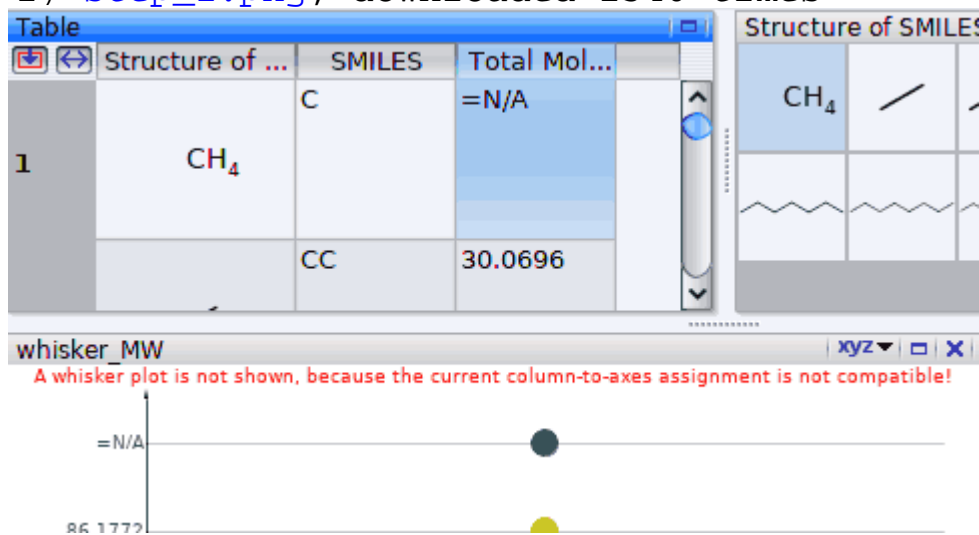 Table
Structure of SMILES
Structure of ...
SMILES
Total Mol...
C
=N/A
1
CH4
CH4
CC
30.0696
whisker_MW
xyz
A whisker plot is not shown, because the current column-to-axes assignment is not compatible!
=N/A
86.1772